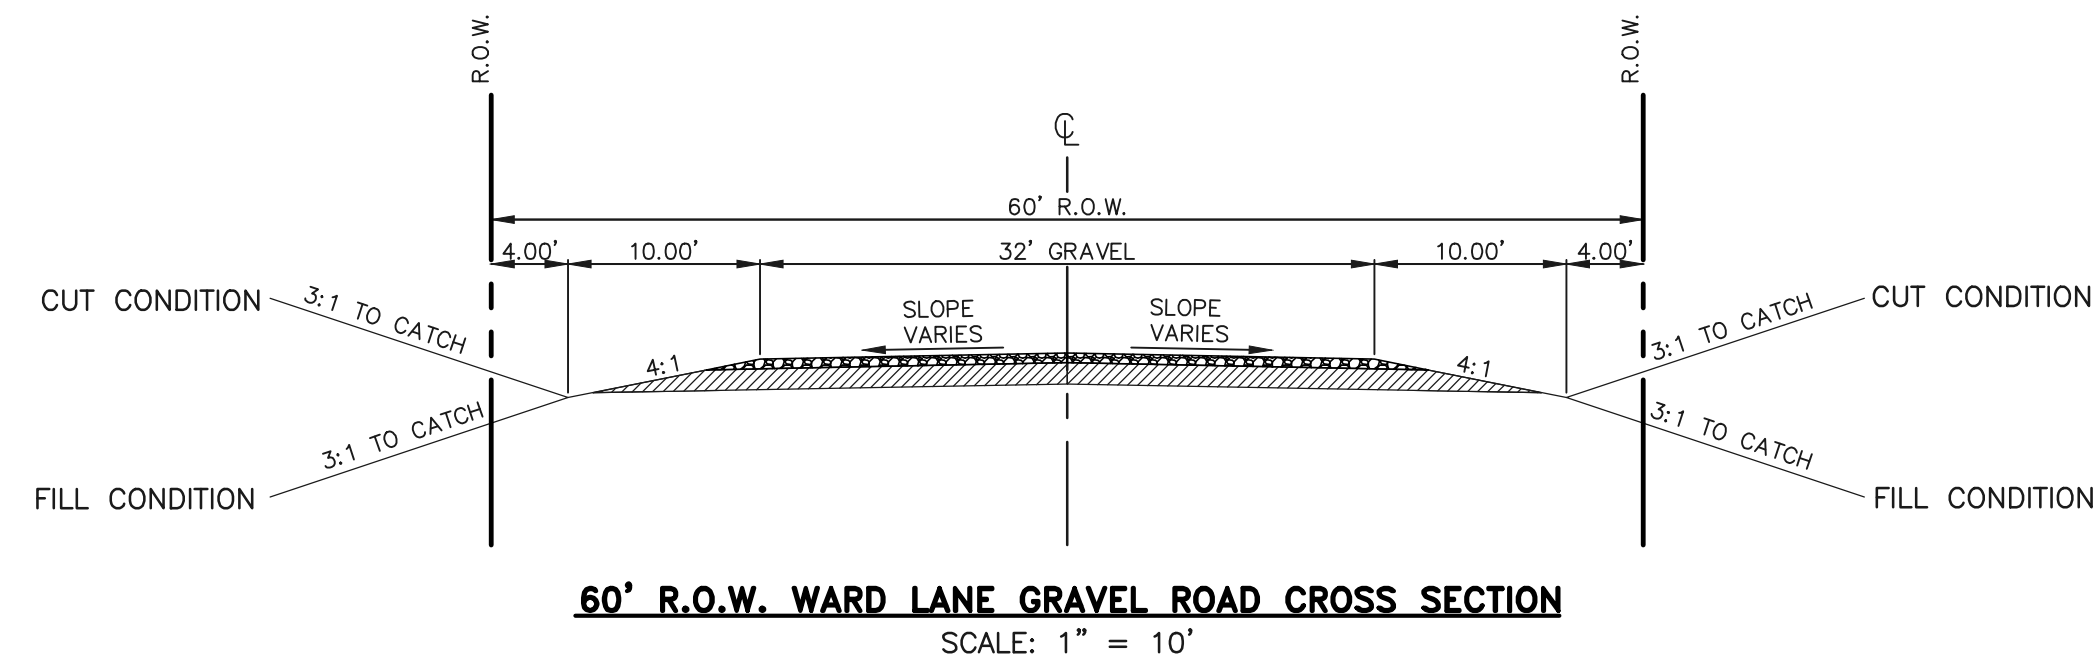 R.O.W.
R.O.W.
℄
60' R.O.W.
4.00'
10.00'
32' GRAVEL
10.00'
4.00'
CUT CONDITION
3:1 TO CATCH
SLOPE
VARIES
SLOPE
VARIES
3:1 TO CATCH
CUT CONDITION
4:1
4:1
FILL CONDITION
3:1 TO CATCH
3:1 TO CATCH
FILL CONDITION
60' R.O.W. WARD LANE GRAVEL ROAD CROSS SECTION
SCALE: 1" = 10'